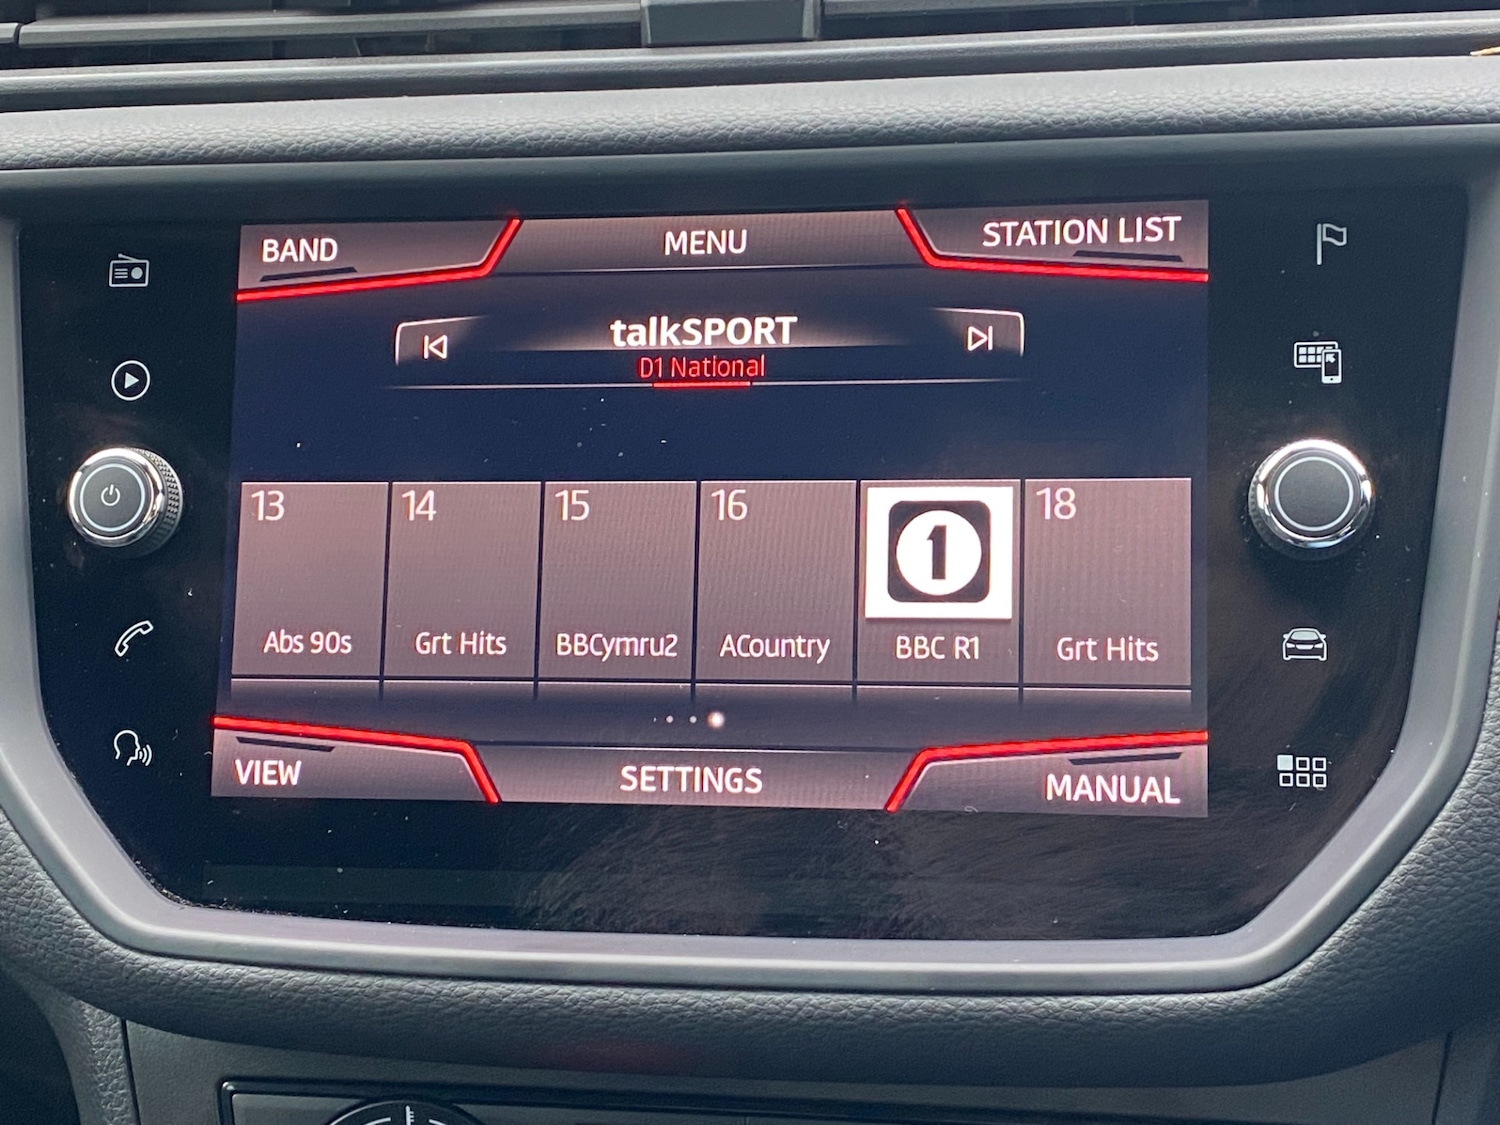 BAND
MENU
STATION LIST
talkSPORT
D1 National
13
14
15
16
1
18
Abs 90s
Grt Hits
BBCymru2
ACountry
BBC R1
Grt Hits
VIEW
SETTINGS
MANUAL